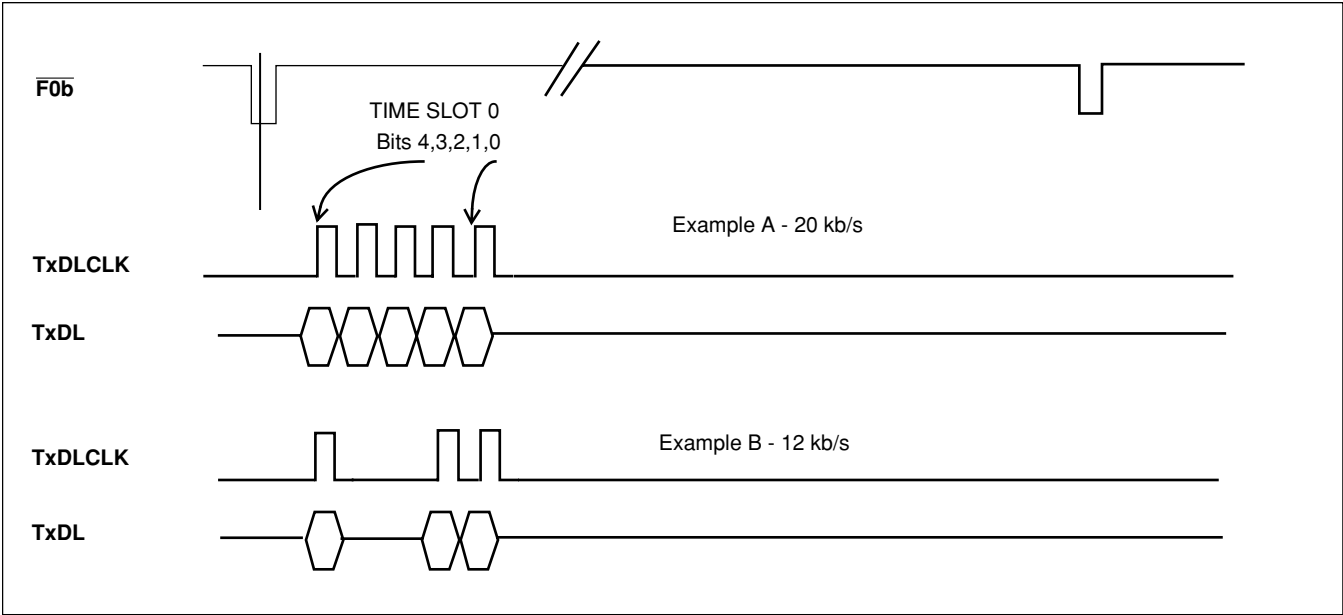 F0b
TIME SLOT 0
Bits 4,3,2,1,0
Example A - 20 kb/s
TxDLCLK
TxDL
Example B - 12 kb/s
TxDLCLK
TxDL